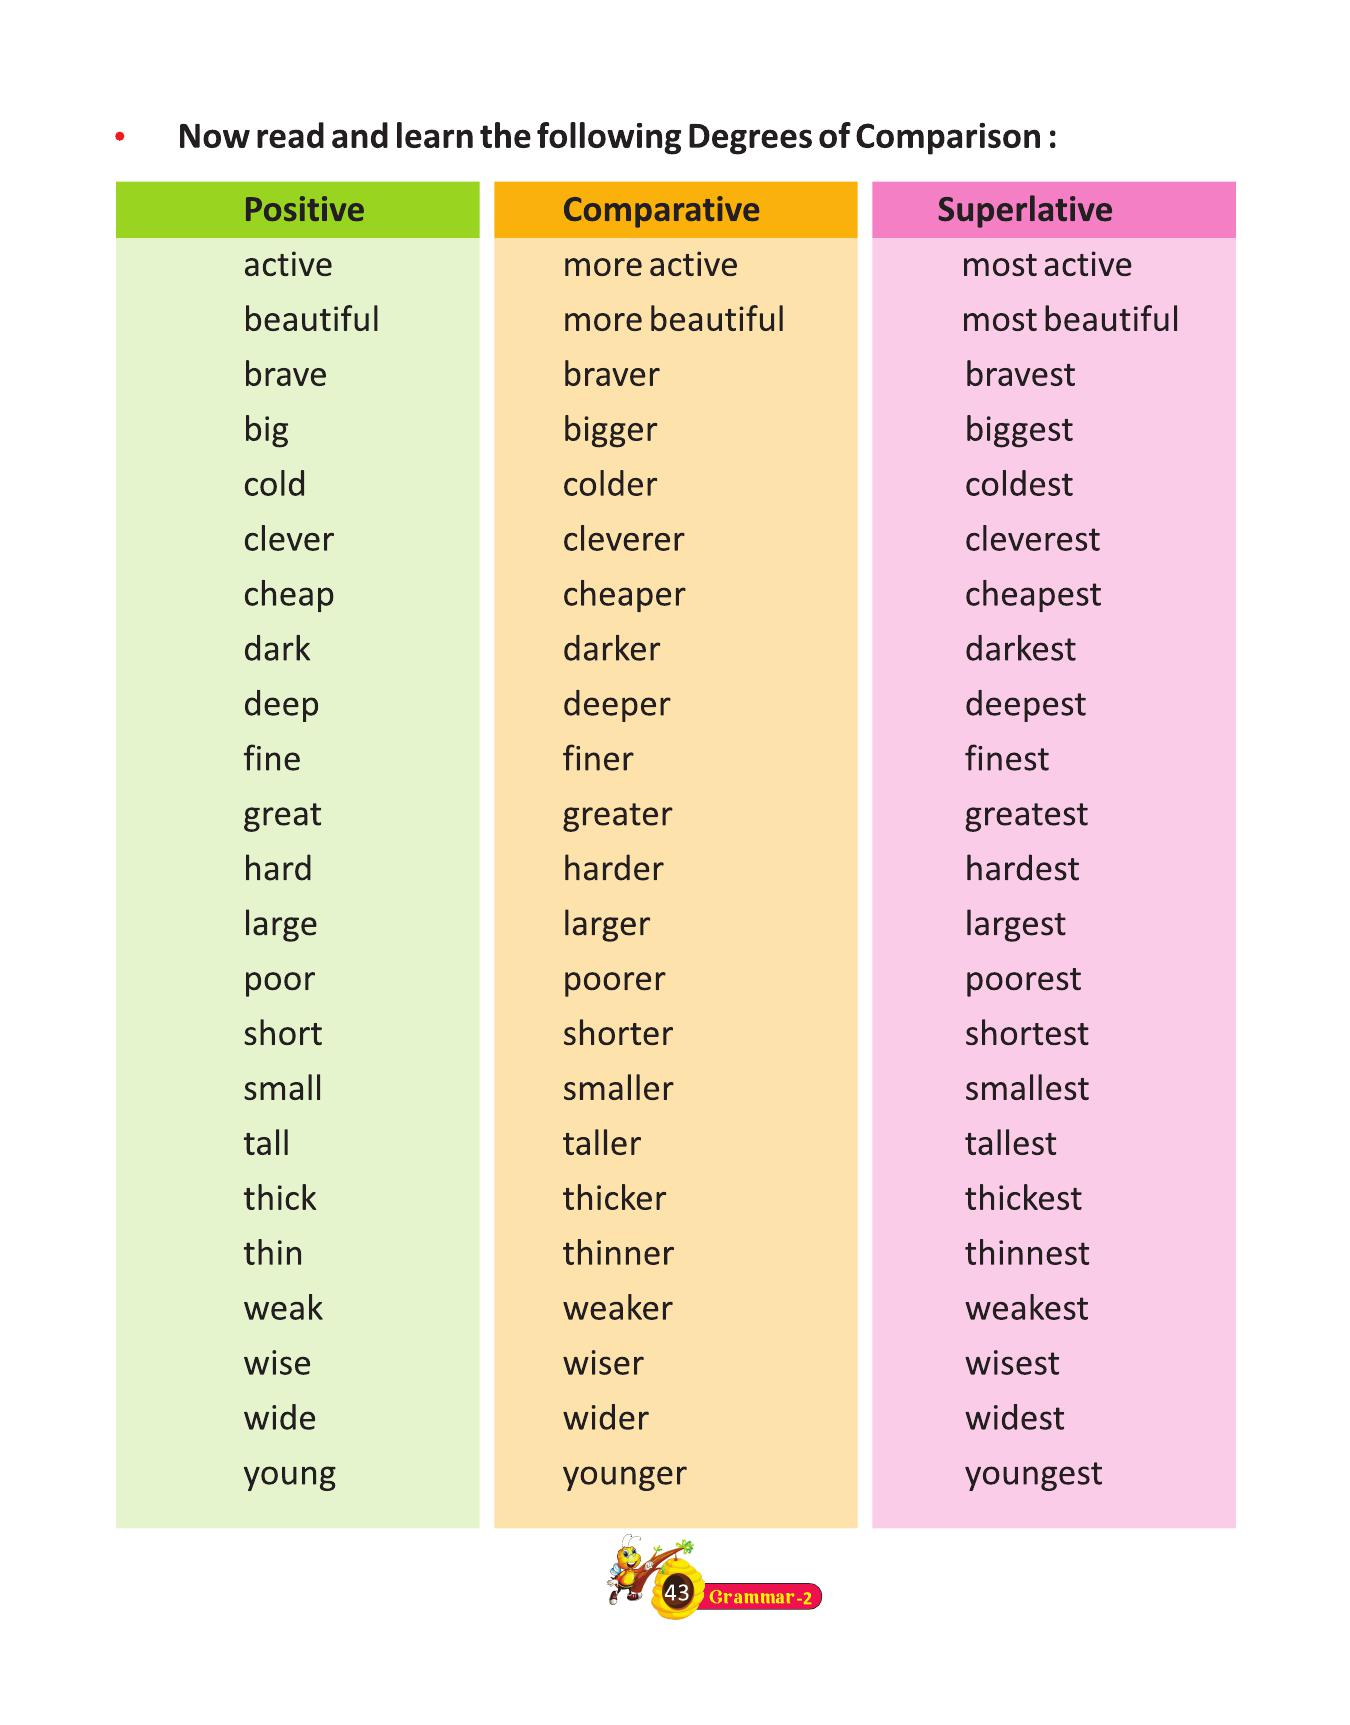 • Now read and learn the following Degrees of Comparison :
Positive Comparative Superlative
active more active most active
beautiful more beautiful most beautiful
brave braver bravest
big bigger biggest
cold colder coldest
clever cleverer cleverest
cheap cheaper cheapest
dark darker darkest
deep deeper deepest
fine finer finest
great greater greatest
hard harder hardest
large larger largest
poor poorer poorest
short shorter shortest
small smaller smallest
tall taller tallest
thick thicker thickest
thin thinner thinnest
weak weaker weakest
wise wiser wisest
wide wider widest
young younger youngest
43 Grammar-2